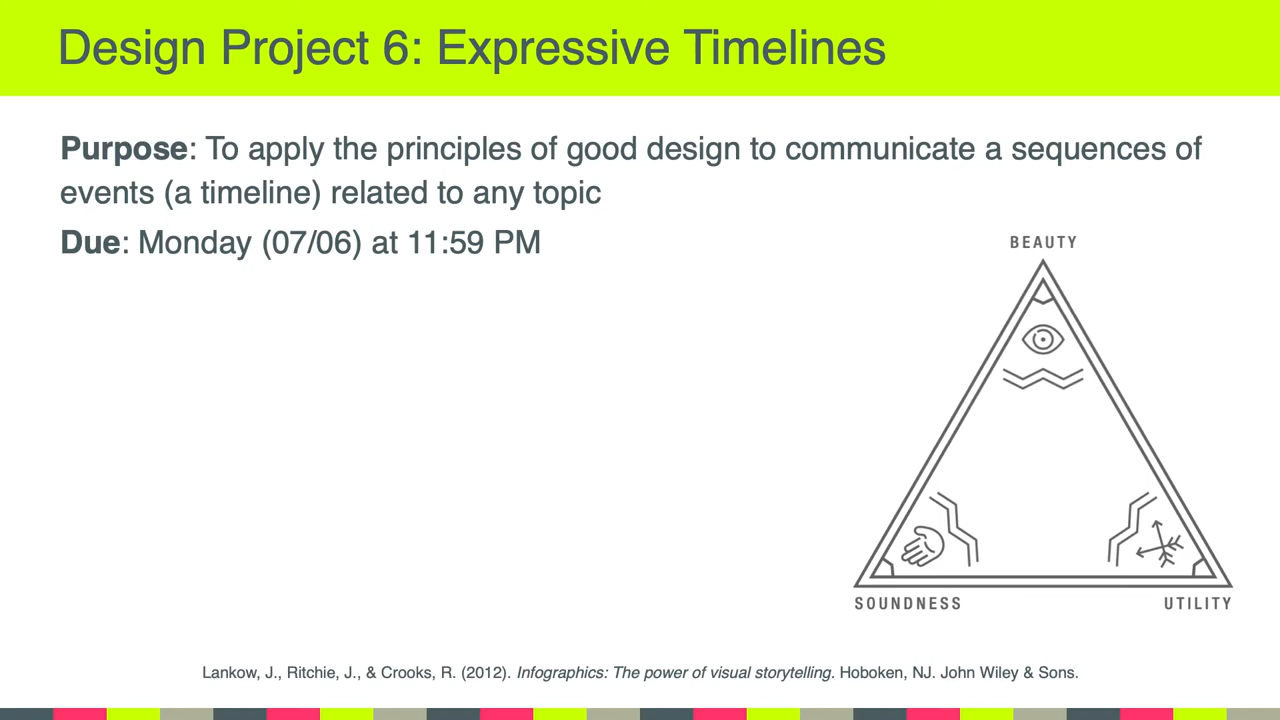 Design Project 6: Expressive Timelines
Purpose: To apply the principles of good design to communicate a sequences of
events (a timeline) related to any topic
Due: Monday (07/06) at 11:59 PM
BEAUTY
SOUNDNESS
UTILITY
Lankow, J., Ritchie, J., & Crooks, R. (2012). Infographics: The power of visual storytelling. Hoboken, NJ. John Wiley & Sons.